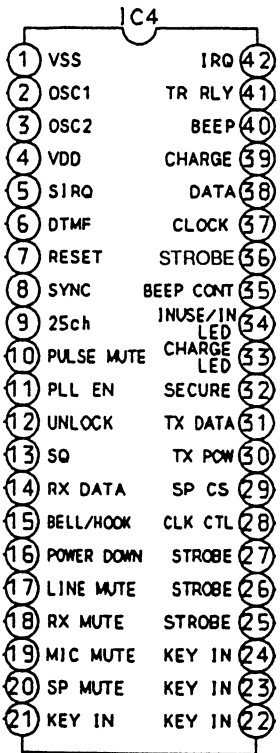 IC4
1 VSS IRQ 42
2 OSC1 TR RLY 41
3 OSC2 BEEP 40
4 VDD CHARGE 39
5 SIRQ DATA 38
6 DTMF CLOCK 37
7 RESET STROBE 36
8 SYNC BEEP CONT 35
9 25ch INUSE/IN LED 34
10 PULSE MUTE CHARGE LED 33
11 PLL EN SECURE 32
12 UNLOCK TX DATA 31
13 SQ TX POW 30
14 RX DATA SP CS 29
15 BELL/HOOK CLK CTL 28
16 POWER DOWN STROBE 27
17 LINE MUTE STROBE 26
18 RX MUTE STROBE 25
19 MIC MUTE KEY IN 24
20 SP MUTE KEY IN 23
21 KEY IN KEY IN 22